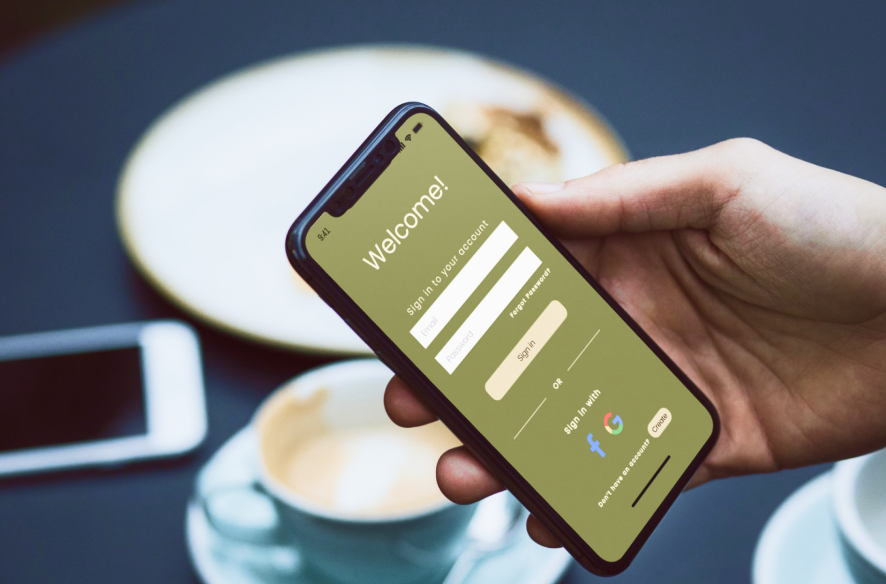 9:41
Welcome!
Sign in to your account
Email
Password
Forgot Password?
Sign in
OR
Sign in with
Don't have an account? Create